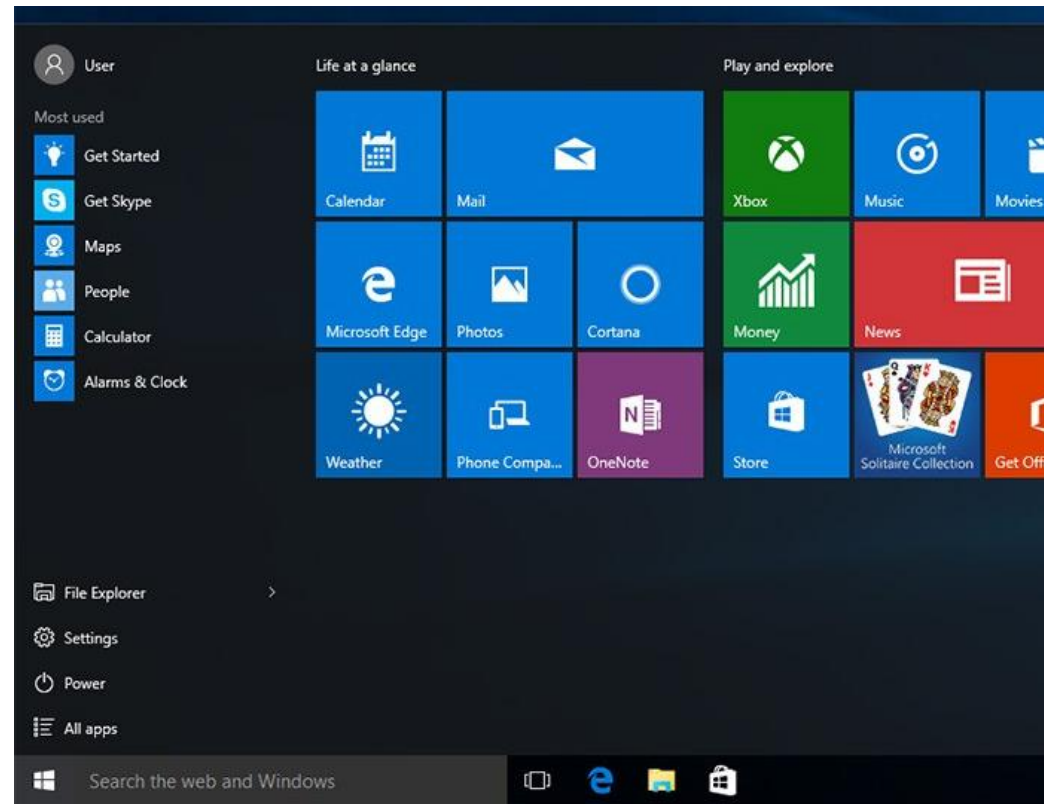 User
Most used
Get Started
Get Skype
Maps
People
Calculator
Alarms & Clock
File Explorer
Settings
Power
All apps
Life at a glance
Calendar
Mail
Microsoft Edge
Photos
Cortana
Weather
Phone Compa...
OneNote
Play and explore
Xbox
Music
Movies
Money
News
Store
Microsoft
Solitaire Collection
Get Off
Search the web and Windows